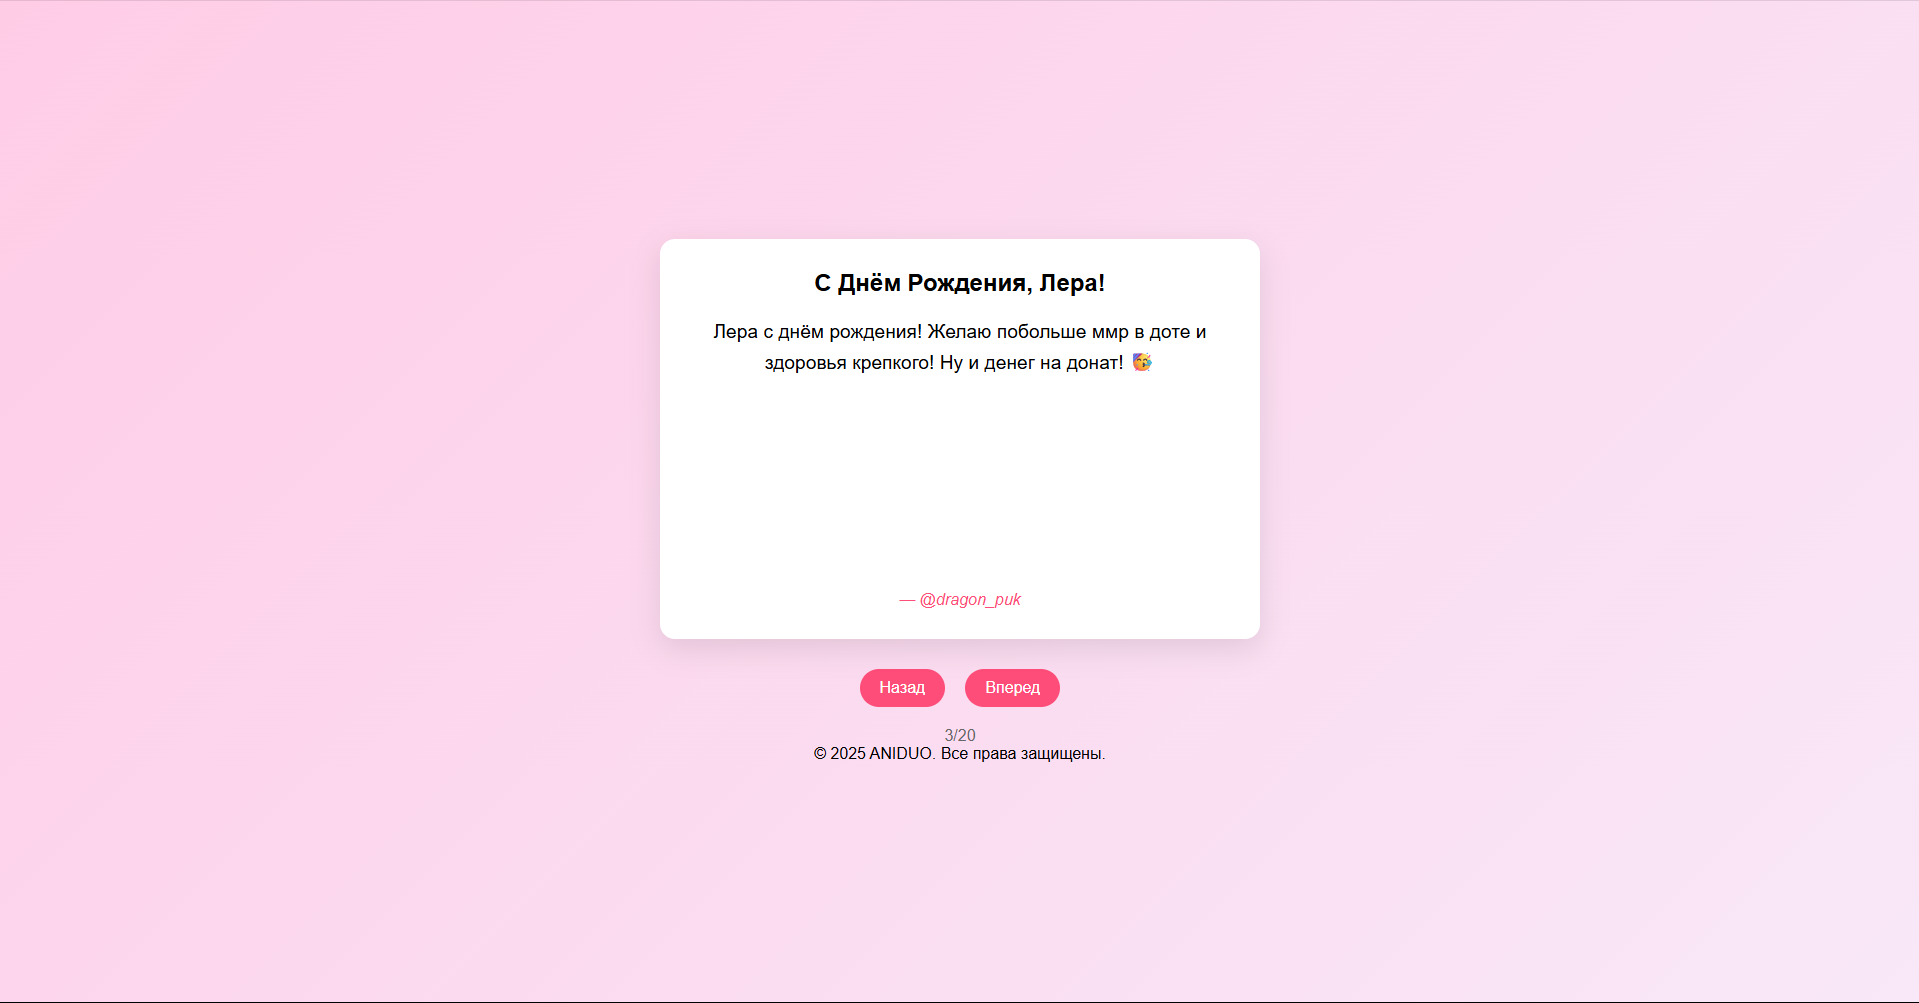 С Днём Рождения, Лера!
Лера с днём рождения! Желаю побольше ммр в доте и
здоровья крепкого! Ну и денег на донат! 🥳
— @dragon_puk
Назад
Вперед
3/20
© 2025 ANIDUO. Все права защищены.